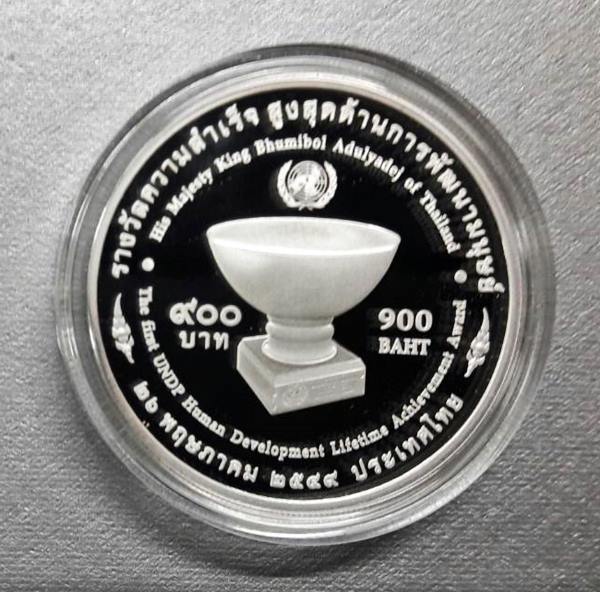 รางวัลความสำเร็จ สูงสุดด้านการพัฒนามนุษย์
His Majesty King Bhumibol Adulyadej of Thailand
๙๐๐
บาท
900
BAHT
The first UNDP Human Development Lifetime Achievement Award
๒๖ พฤษภาคม ๒๕๔๙ ประเทศไทย